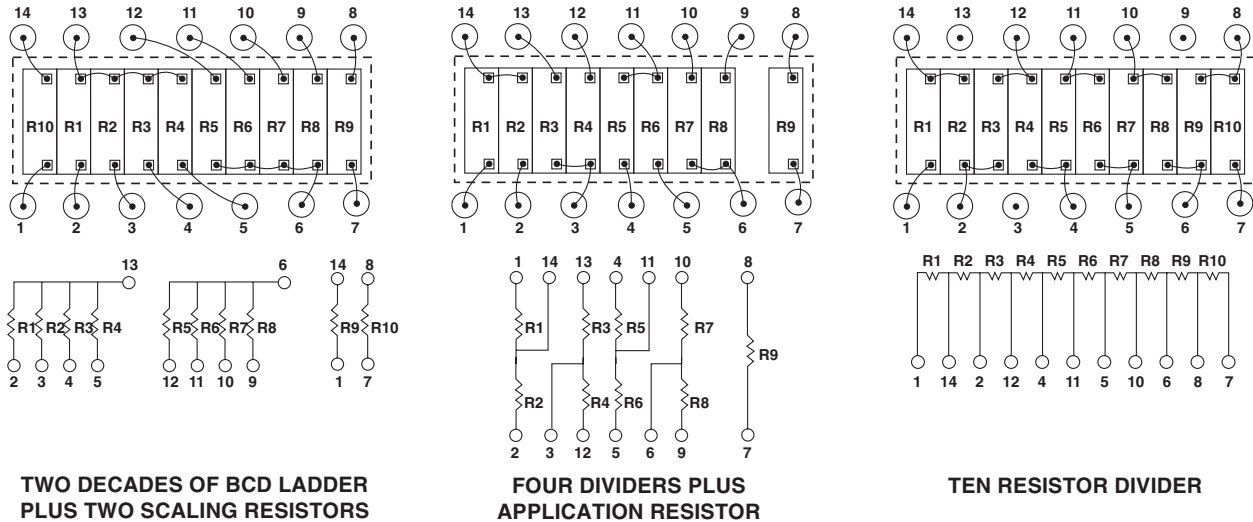 14 13 12 11 10 9 8
R10 R1 R2 R3 R4 R5 R6 R7 R8 R9
1 2 3 4 5 6 7
13 6 14 8
R1 R2 R3 R4 R5 R6 R7 R8 R9 R10
2 3 4 5 12 11 10 9 1 7
TWO DECADES OF BCD LADDER
PLUS TWO SCALING RESISTORS
14 13 12 11 10 9 8
R1 R2 R3 R4 R5 R6 R7 R8 R9
1 2 3 4 5 6 7
1 14 13 4 11 10 8
R1 R3 R5 R7
R9
R2 R4 R6 R8
2 3 12 5 6 9 7
FOUR DIVIDERS PLUS
APPLICATION RESISTOR
14 13 12 11 10 9 8
R1 R2 R3 R4 R5 R6 R7 R8 R9 R10
1 2 3 4 5 6 7
R1 R2 R3 R4 R5 R6 R7 R8 R9 R10
1 14 2 12 4 11 5 10 6 8 7
TEN RESISTOR DIVIDER